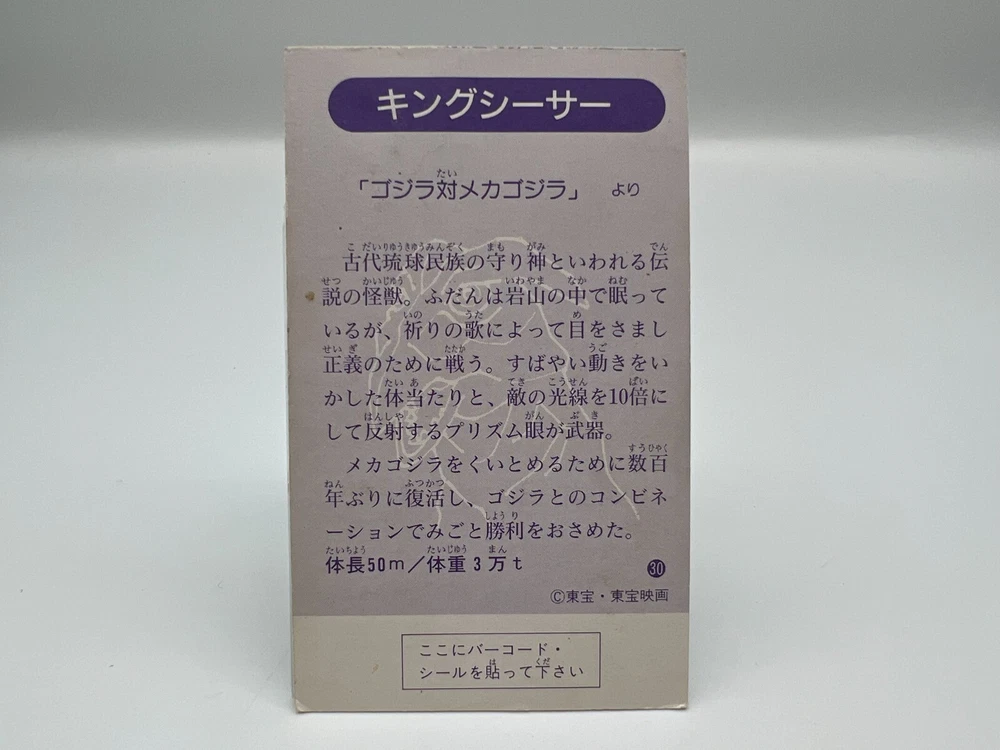 キングシーサー
「ゴジラ対メカゴジラ」 より
古代琉球民族の守り神といわれる伝
説の怪獣。ふだんは岩山の中で眠って
いるが、祈りの歌によって目をさまし
正義のために戦う。すばやい動きをい
かした体当たりと、敵の光線を10倍に
して反射するプリズム眼が武器。
メカゴジラをくいとめるために数百
年ぶりに復活し、ゴジラとのコンビネ
ーションでみごと勝利をおさめた。
体長50m/体重3万t
30
©東宝・東宝映画
ここにバーコード・
シールを貼って下さい